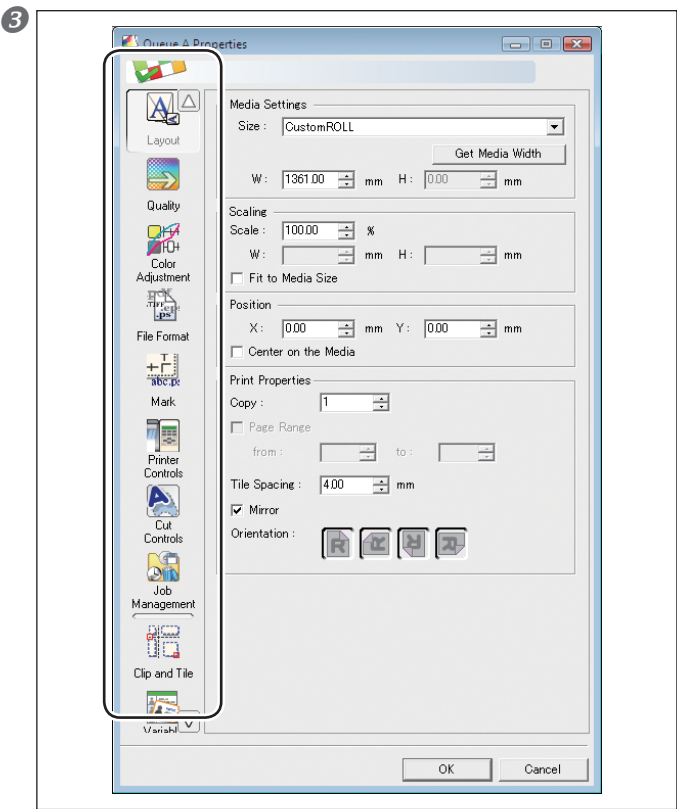 3
Queue A Properties
Layout
Quality
Color
Adjustment
File Format
Mark
Printer
Controls
Cut
Controls
Job
Management
Clip and Tile
Media Settings
Size : CustomROLL
Get Media Width
W : 1361.00 mm H : 0.00 mm
Scaling
Scale : 100.00 %
W : mm H : mm
Fit to Media Size
Position
X : 0.00 mm Y : 0.00 mm
Center on the Media
Print Properties
Copy : 1
Page Range
from : to :
Tile Spacing : 4.00 mm
Mirror
Orientation :
R R R R
OK Cancel